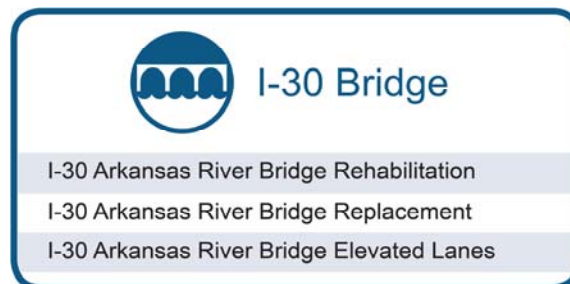 I-30 Bridge
I-30 Arkansas River Bridge Rehabilitation
I-30 Arkansas River Bridge Replacement
I-30 Arkansas River Bridge Elevated Lanes